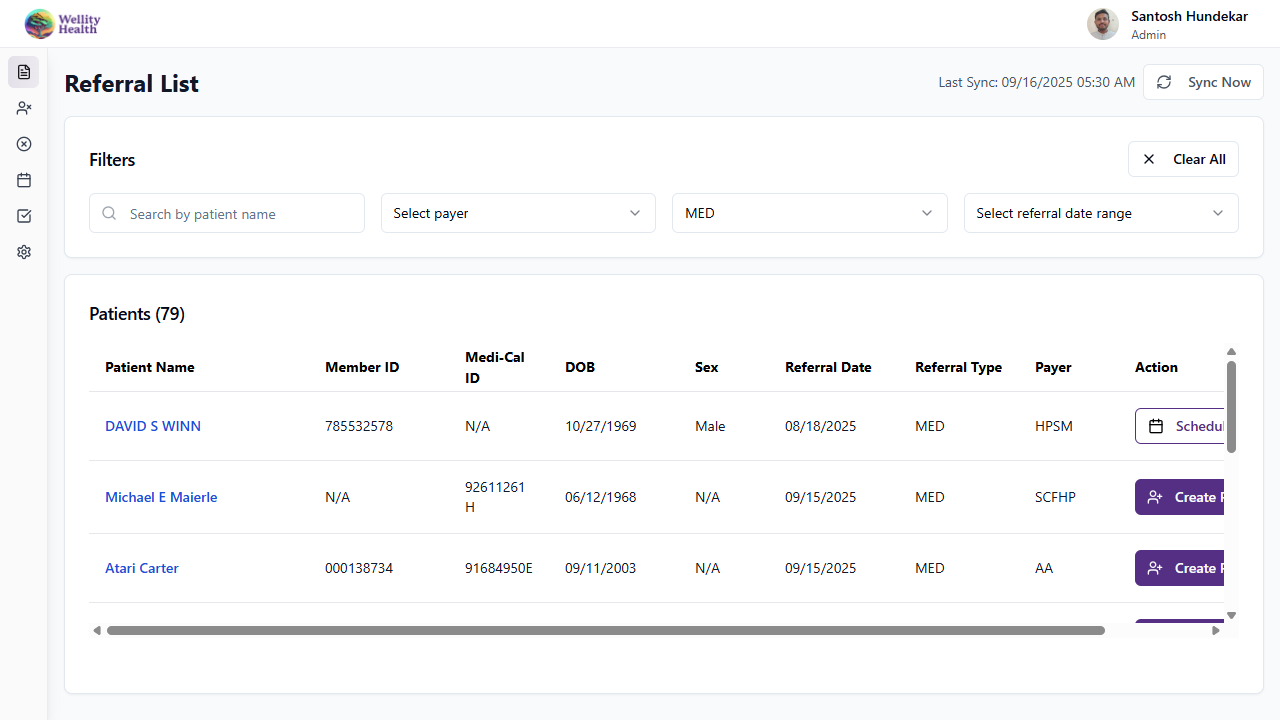 Wellity
Health
Santosh Hundekar
Admin
Referral List
Last Sync: 09/16/2025 05:30 AM
Sync Now
Filters
Clear All
Search by patient name
Select payer
MED
Select referral date range
Patients (79)
Patient Name Member ID Medi-Cal ID DOB Sex Referral Date Referral Type Payer Action
DAVID S WINN 785532578 N/A 10/27/1969 Male 08/18/2025 MED HPSM Schedul
Michael E Maierle N/A 92611261H 06/12/1968 N/A 09/15/2025 MED SCFHP Create
Atari Carter 000138734 91684950E 09/11/2003 N/A 09/15/2025 MED AA Create